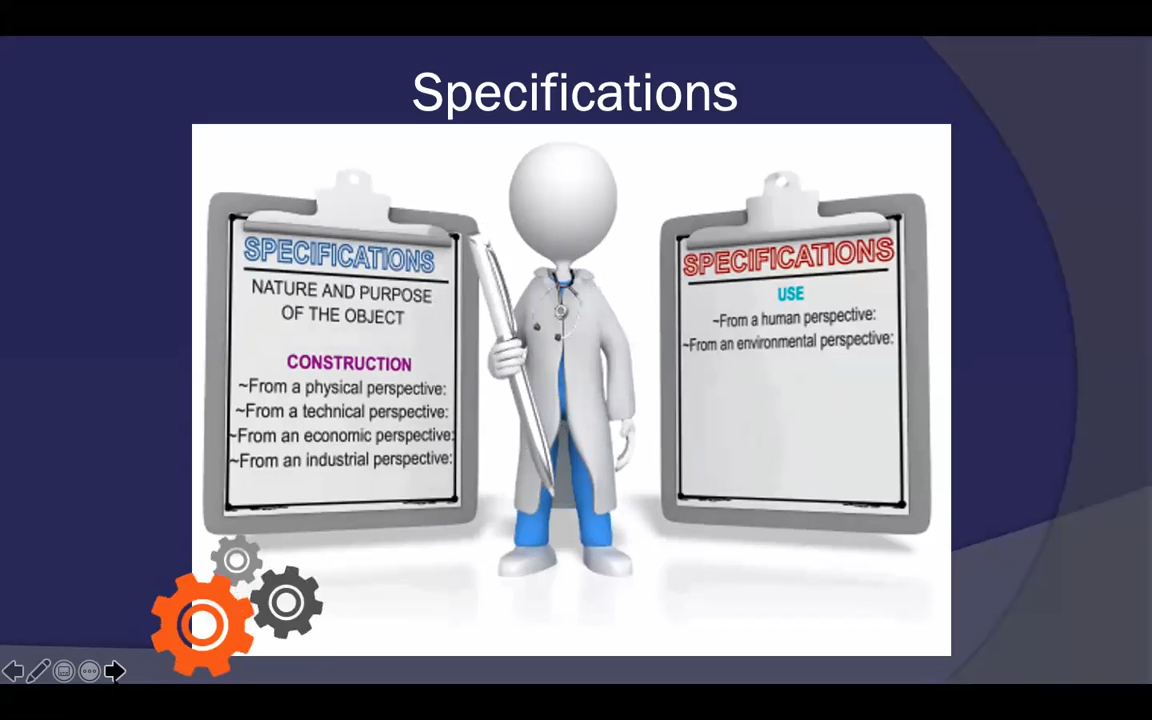 Specifications
SPECIFICATIONS
NATURE AND PURPOSE
OF THE OBJECT
CONSTRUCTION
~From a physical perspective:
~From a technical perspective:
~From an economic perspective:
~From an industrial perspective:
SPECIFICATIONS
USE
~From a human perspective:
~From an environmental perspective: